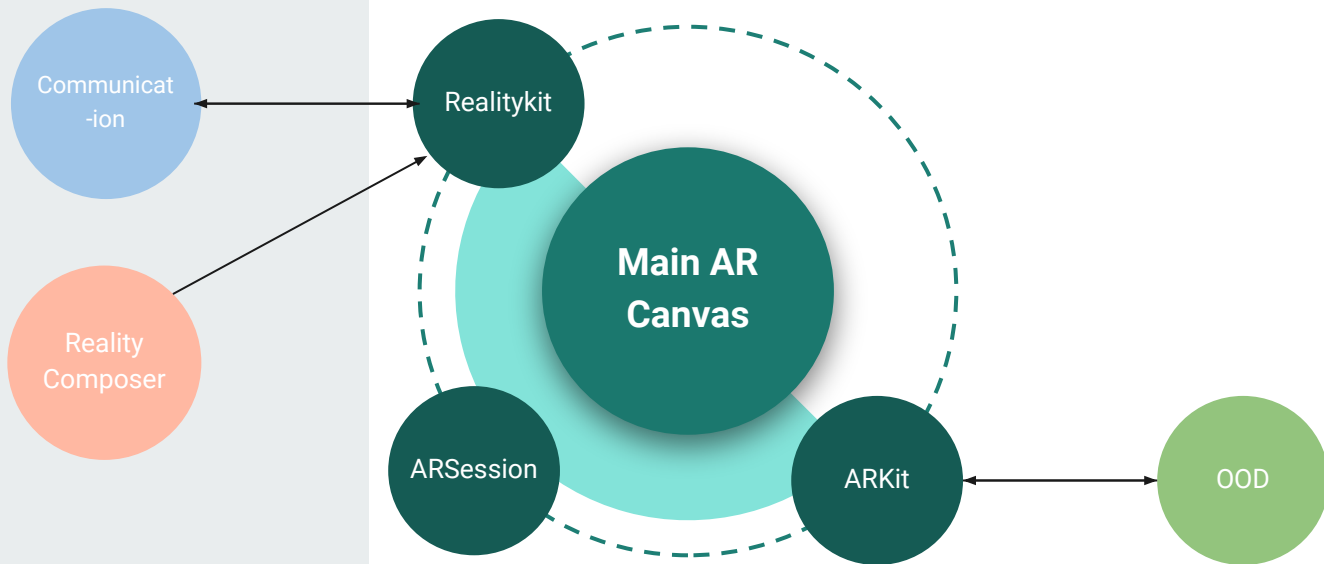 Communicat
-ion
Realitykit
Main AR
Canvas
Reality
Composer
ARSession
ARKit
OOD